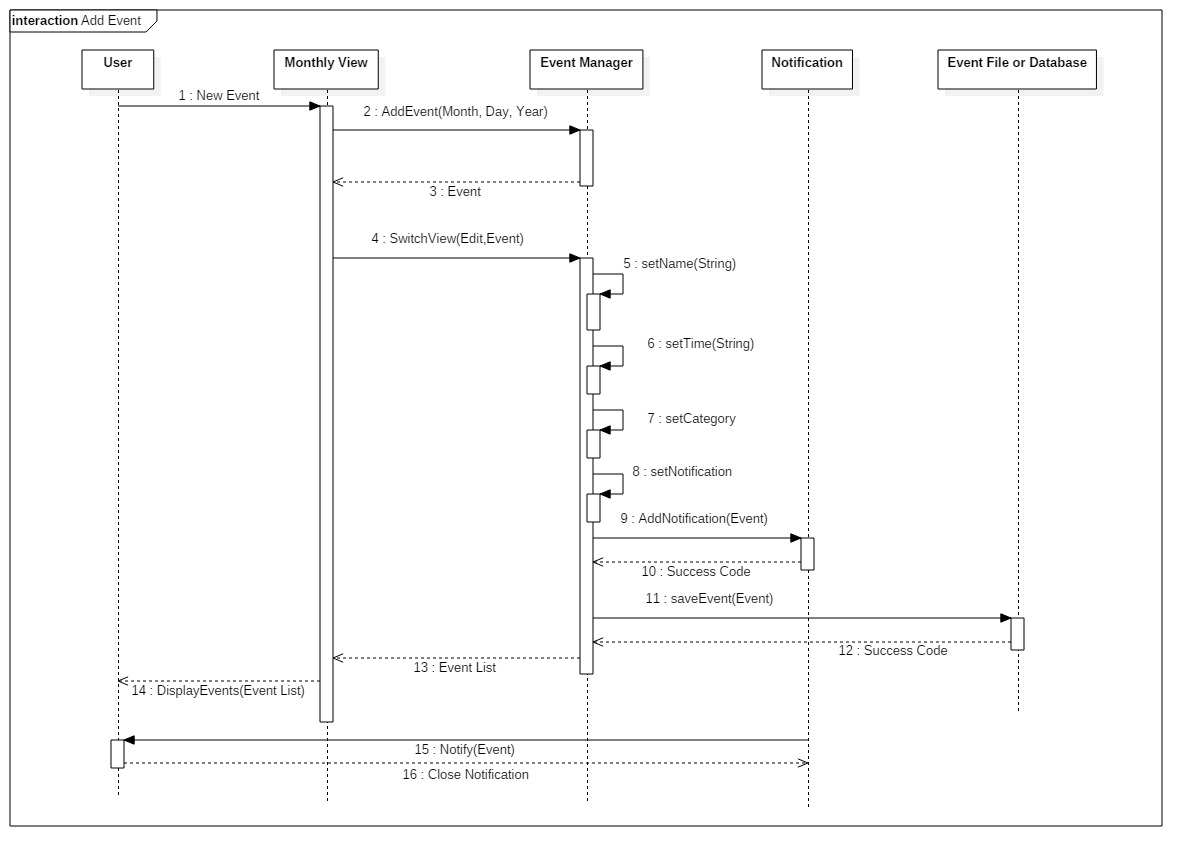 interaction Add Event
User
Monthly View
Event Manager
Notification
Event File or Database
1 : New Event
2 : AddEvent(Month, Day, Year)
3 : Event
4 : SwitchView(Edit,Event)
5 : setName(String)
6 : setTime(String)
7 : setCategory
8 : setNotification
9 : AddNotification(Event)
10 : Success Code
11 : saveEvent(Event)
12 : Success Code
13 : Event List
14 : DisplayEvents(Event List)
15 : Notify(Event)
16 : Close Notification